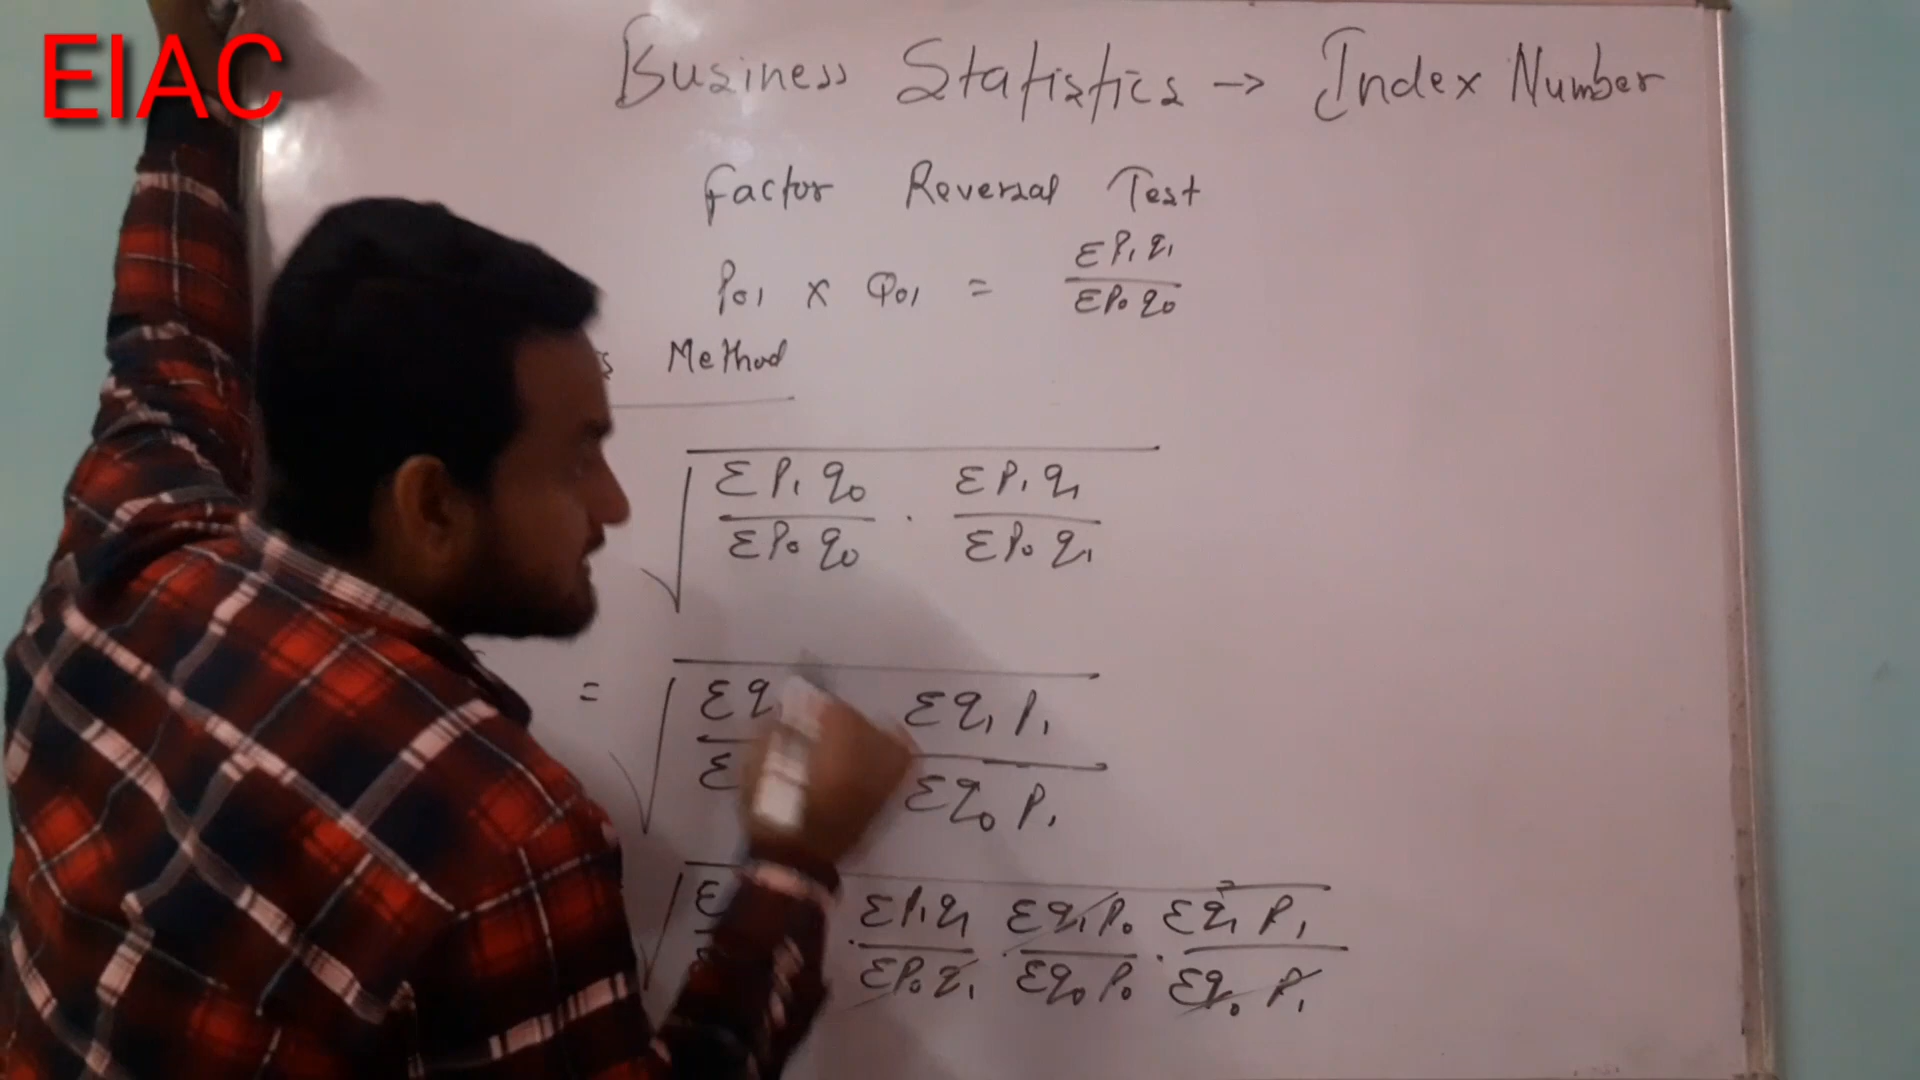 EIAC
Business Statistics → Index Number
Factor Reversal Test
P01 × Q01 = Σp1q1 / Σp0q0
Method
√ Σp1q0 / Σp0q0 · Σp1q1 / Σp0q1
= √ Σq Σq1p1 / Σ Σq0p1
√ Σ · Σp1q1 / Σp0q1 · Σq1p0 / Σq0p0 · Σq1p1 / Σq0p1